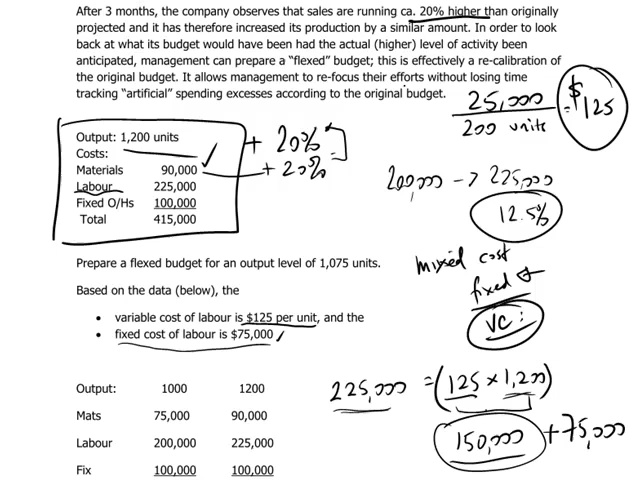 After 3 months, the company observes that sales are running ca. 20% higher than originally
projected and it has therefore increased its production by a similar amount. In order to look
back at what its budget would have been had the actual (higher) level of activity been
anticipated, management can prepare a "flexed" budget; this is effectively a re-calibration of
the original budget. It allows management to re-focus their efforts without losing time
tracking "artificial" spending excesses according to the original budget.
25,000 = $125
200 units
Output: 1,200 units
+ 20%
Costs:
Materials 90,000
+ 20%
Labour 225,000
Fixed O/Hs 100,000
Total 415,000
200,000 -> 225,000
12.5%
Prepare a flexed budget for an output level of 1,075 units.
mixed cost
fixed +
VC:
Based on the data (below), the
• variable cost of labour is $125 per unit, and the
• fixed cost of labour is $75,000
225,000 = (125 × 1,200)
150,000 + 75,000
Output: 1000 1200
Mats 75,000 90,000
Labour 200,000 225,000
Fix 100,000 100,000